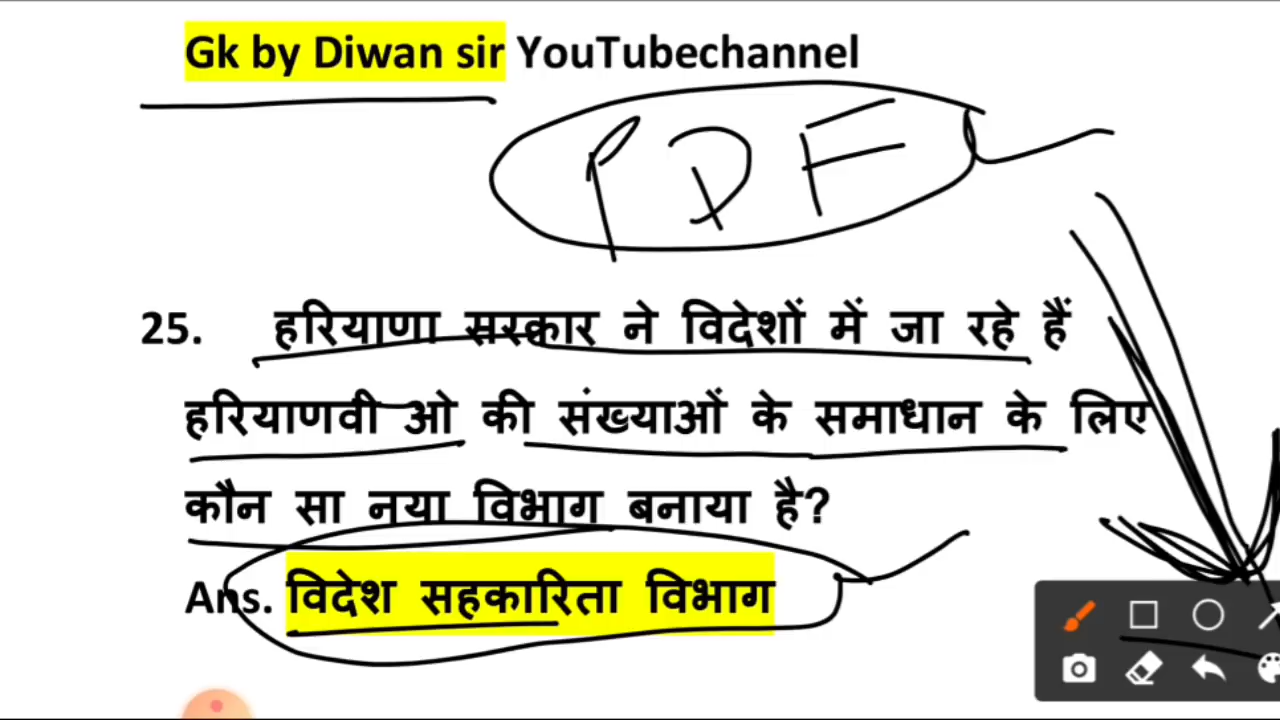 Gk by Diwan sir YouTubechannel
PDF
25. हरियाणा सरकार ने विदेशों में जा रहे हैं
हरियाणवी ओ की संख्याओं के समाधान के लिए
कौन सा नया विभाग बनाया है?
Ans. विदेश सहकारिता विभाग